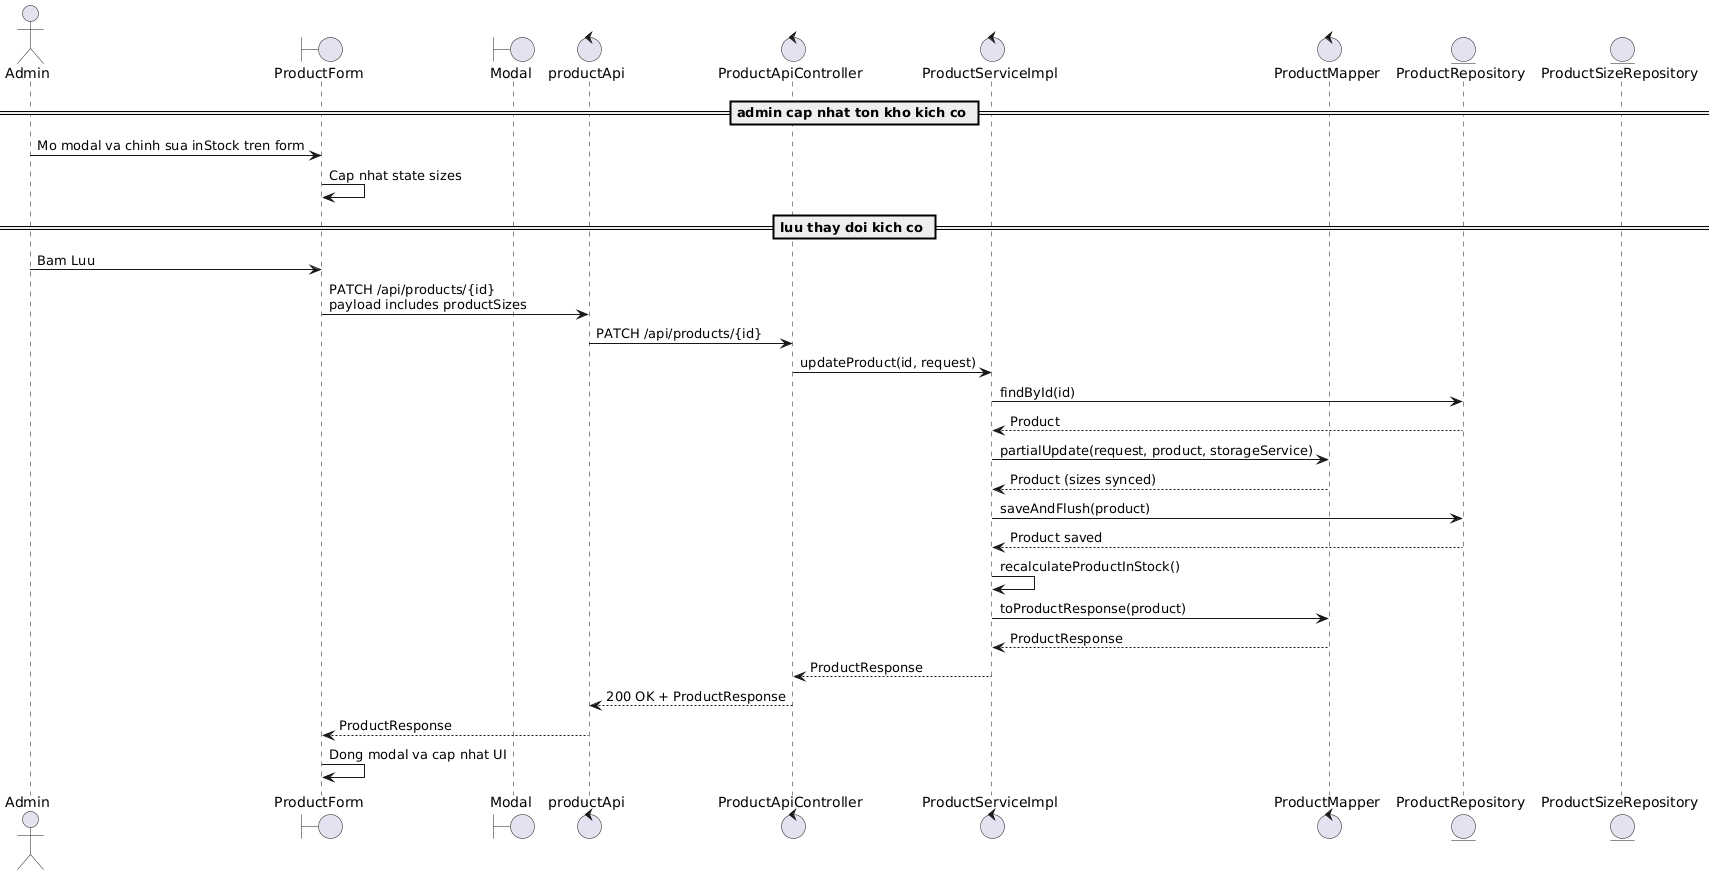 Admin
ProductForm
Modal
productApi
ProductApiController
ProductServiceImpl
ProductMapper
ProductRepository
ProductSizeRepository
admin cap nhat ton kho kich co
Mo modal va chinh sua inStock tren form
Cap nhat state sizes
luu thay doi kich co
Bam Luu
PATCH /api/products/{id}
payload includes productSizes
PATCH /api/products/{id}
updateProduct(id, request)
findById(id)
Product
partialUpdate(request, product, storageService)
Product (sizes synced)
saveAndFlush(product)
Product saved
recalculateProductInStock()
toProductResponse(product)
ProductResponse
ProductResponse
200 OK + ProductResponse
ProductResponse
Dong modal va cap nhat UI
Admin
ProductForm
Modal
productApi
ProductApiController
ProductServiceImpl
ProductMapper
ProductRepository
ProductSizeRepository